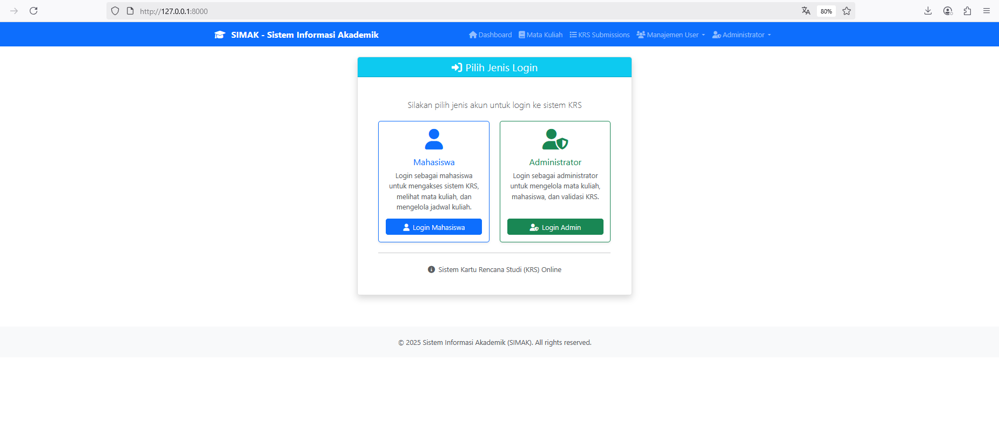 http://127.0.0.1:8000
80%
SIMAK - Sistem Informasi Akademik
Dashboard
Mata Kuliah
KRS Submissions
Manajemen User
Administrator
Pilih Jenis Login
Silakan pilih jenis akun untuk login ke sistem KRS
Mahasiswa
Login sebagai mahasiswa
untuk mengakses sistem KRS,
melihat mata kuliah, dan
mengelola jadwal kuliah.
Login Mahasiswa
Administrator
Login sebagai administrator
untuk mengelola mata kuliah,
mahasiswa, dan validasi KRS.
Login Admin
Sistem Kartu Rencana Studi (KRS) Online
© 2025 Sistem Informasi Akademik (SIMAK). All rights reserved.